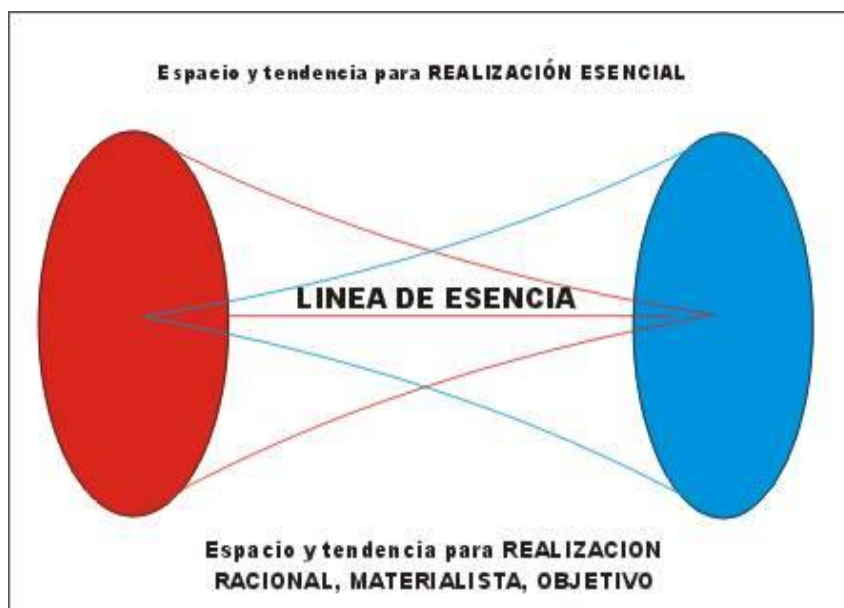 Espacio y tendencia para REALIZACIÓN ESENCIAL
LINEA DE ESENCIA
Espacio y tendencia para REALIZACION
RACIONAL, MATERIALISTA, OBJETIVO